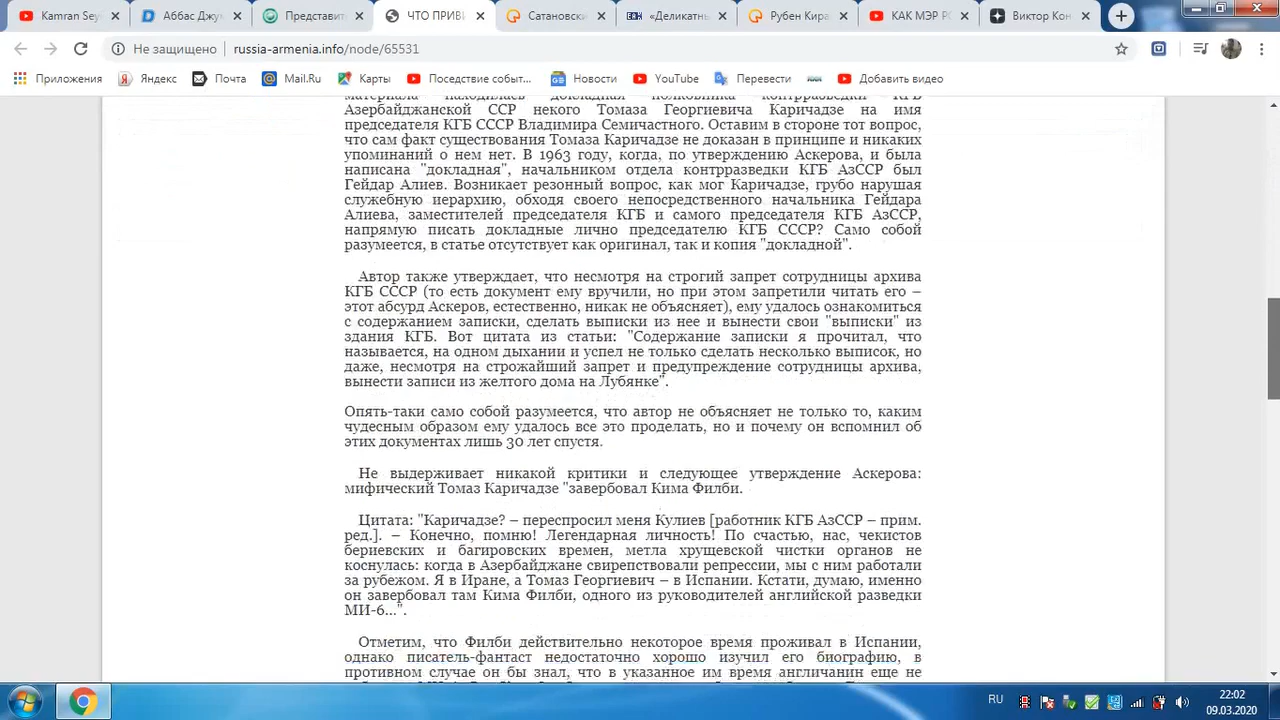 Kamran Sey
Аббас Джу
Представит
ЧТО ПРИВИ
Сатановски
«Деликатны
Рубен Кира
КАК МЭР РО
Виктор Кон
Не защищено
russia-armenia.info/node/65531
Приложения
Яндекс
Почта
Mail.Ru
Карты
Поседствие событ...
Новости
YouTube
Перевести
Добавить видео
материала находилась докладная полковника контрразведки КГБ
Азербайджанской ССР некого Томаза Георгиевича Каричадзе на имя
председателя КГБ СССР Владимира Семичастного. Оставим в стороне тот вопрос,
что сам факт существования Томаза Каричадзе не доказан в принципе и никаких
упоминаний о нем нет. В 1963 году, когда, по утверждению Аскерова, и была
написана "докладная", начальником отдела контрразведки КГБ АзССР был
Гейдар Алиев. Возникает резонный вопрос, как мог Каричадзе, грубо нарушая
служебную иерархию, обходя своего непосредственного начальника Гейдара
Алиева, заместителей председателя КГБ и самого председателя КГБ АзССР,
напрямую писать докладные лично председателю КГБ СССР? Само собой
разумеется, в статье отсутствует как оригинал, так и копия "докладной".
Автор также утверждает, что несмотря на строгий запрет сотрудницы архива
КГБ СССР (то есть документ ему вручили, но при этом запретили читать его –
этот абсурд Аскеров, естественно, никак не объясняет), ему удалось ознакомиться
с содержанием записки, сделать выписки из нее и вынести свои "выписки" из
здания КГБ. Вот цитата из статьи: "Содержание записки я прочитал, что
называется, на одном дыхании и успел не только сделать несколько выписок, но
даже, несмотря на строжайший запрет и предупреждение сотрудницы архива,
вынести записи из желтого дома на Лубянке".
Опять-таки само собой разумеется, что автор не объясняет не только то, каким
чудесным образом ему удалось все это проделать, но и почему он вспомнил об
этих документах лишь 30 лет спустя.
Не выдерживает никакой критики и следующее утверждение Аскерова:
мифический Томаз Каричадзе "завербовал Кима Филби.
Цитата: "Каричадзе? – переспросил меня Кулиев [работник КГБ АзССР – прим.
ред.]. – Конечно, помню! Легендарная личность! По счастью, нас, чекистов
бериевских и багировских времен, метла хрущевской чистки органов не
коснулась: когда в Азербайджане свирепствовали репрессии, мы с ним работали
за рубежом. Я в Иране, а Томаз Георгиевич – в Испании. Кстати, думаю, именно
он завербовал там Кима Филби, одного из руководителей английской разведки
МИ-6...".
Отметим, что Филби действительно некоторое время проживал в Испании,
однако писатель-фантаст недостаточно хорошо изучил его биографию, в
противном случае он бы знал, что в указанное им время англичанин еще не
RU
22:02
09.03.2020